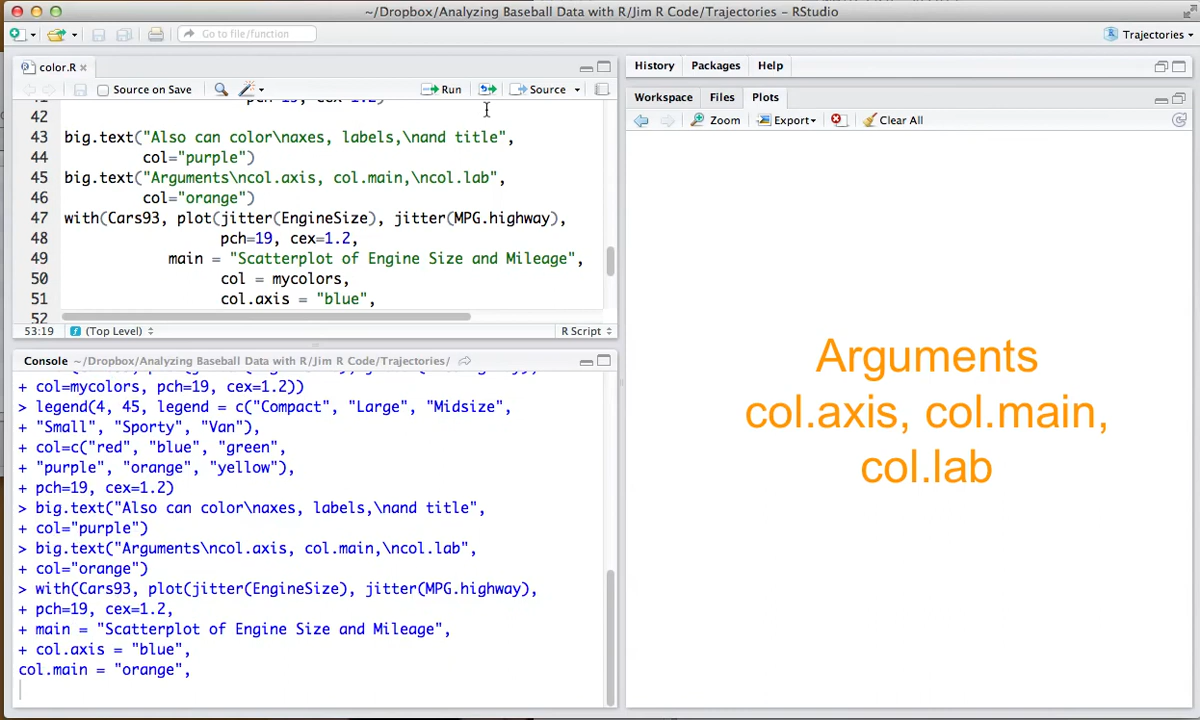 ~/Dropbox/Analyzing Baseball Data with R/Jim R Code/Trajectories - RStudio
Go to file/function
Trajectories
color.R
Source on Save
Run
Source
42
43 big.text("Also can color\naxes, labels,\nand title",
44 col="purple")
45 big.text("Arguments\ncol.axis, col.main,\ncol.lab",
46 col="orange")
47 with(Cars93, plot(jitter(EngineSize), jitter(MPG.highway),
48 pch=19, cex=1.2,
49 main = "Scatterplot of Engine Size and Mileage",
50 col = mycolors,
51 col.axis = "blue",
52
53:19 (Top Level) R Script
Console ~/Dropbox/Analyzing Baseball Data with R/Jim R Code/Trajectories/
+ col=mycolors, pch=19, cex=1.2))
> legend(4, 45, legend = c("Compact", "Large", "Midsize",
+ "Small", "Sporty", "Van"),
+ col=c("red", "blue", "green",
+ "purple", "orange", "yellow"),
+ pch=19, cex=1.2)
> big.text("Also can color\naxes, labels,\nand title",
+ col="purple")
> big.text("Arguments\ncol.axis, col.main,\ncol.lab",
+ col="orange")
> with(Cars93, plot(jitter(EngineSize), jitter(MPG.highway),
+ pch=19, cex=1.2,
+ main = "Scatterplot of Engine Size and Mileage",
+ col.axis = "blue",
col.main = "orange",
History Packages Help
Workspace Files Plots
Zoom Export Clear All
Arguments
col.axis, col.main,
col.lab